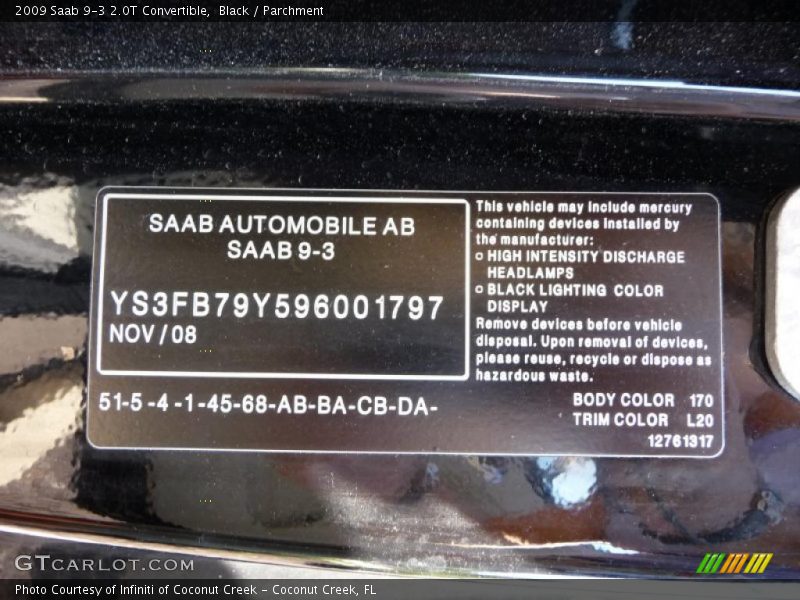 2009 Saab 9-3 2.0T Convertible,  Black / Parchment
SAAB AUTOMOBILE AB
SAAB 9-3
YS3FB79Y596001797
NOV / 08
51-5 -4 -1-45-68-AB-BA-CB-DA-
This vehicle may include mercury
containing devices installed by
the manufacturer:
o HIGH INTENSITY DISCHARGE
HEADLAMPS
o BLACK LIGHTING COLOR
DISPLAY
Remove devices before vehicle
disposal. Upon removal of devices,
please reuse, recycle or dispose as
hazardous waste.
BODY COLOR 170
TRIM COLOR L20
12761317
GTCARLOT.COM
Photo Courtesy of Infiniti of Coconut Creek – Coconut Creek, FL